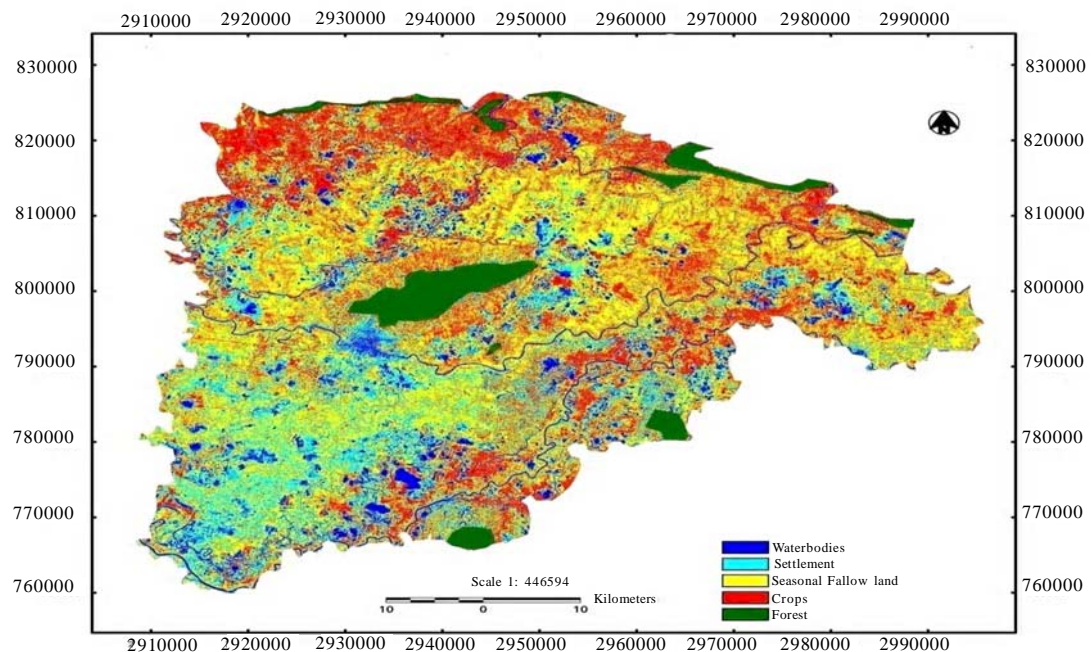 2910000 2920000 2930000 2940000 2950000 2960000 2970000 2980000 2990000
830000 830000
820000 820000
N
810000 810000
800000 800000
790000 790000
780000 780000
770000 770000
Waterbodies
Settlement
Scale 1: 446594
Seasonal Fallow land
760000 760000
Kilometers
Crops
10 0 10
Forest
2910000 2920000 2930000 2940000 2950000 2960000 2970000 2980000 2990000